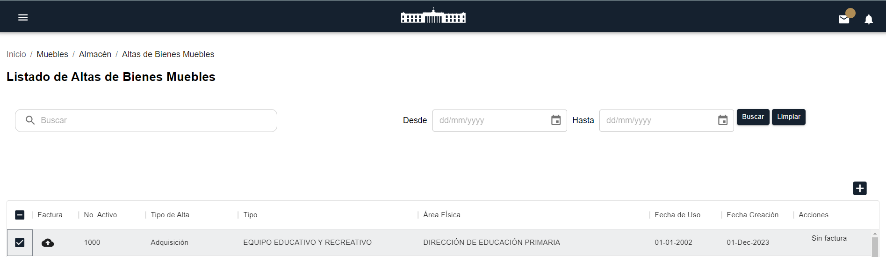 Inicio / Muebles / Almacén / Altas de Bienes Muebles
Listado de Altas de Bienes Muebles
Buscar
Desde dd/mm/yyyy Hasta dd/mm/yyyy Buscar Limpiar
Factura No. Activo Tipo de Alta Tipo Área Física Fecha de Uso Fecha Creación Acciones
1000 Adquisición EQUIPO EDUCATIVO Y RECREATIVO DIRECCIÓN DE EDUCACIÓN PRIMARIA 01-01-2002 01-Dec-2023 Sin factura